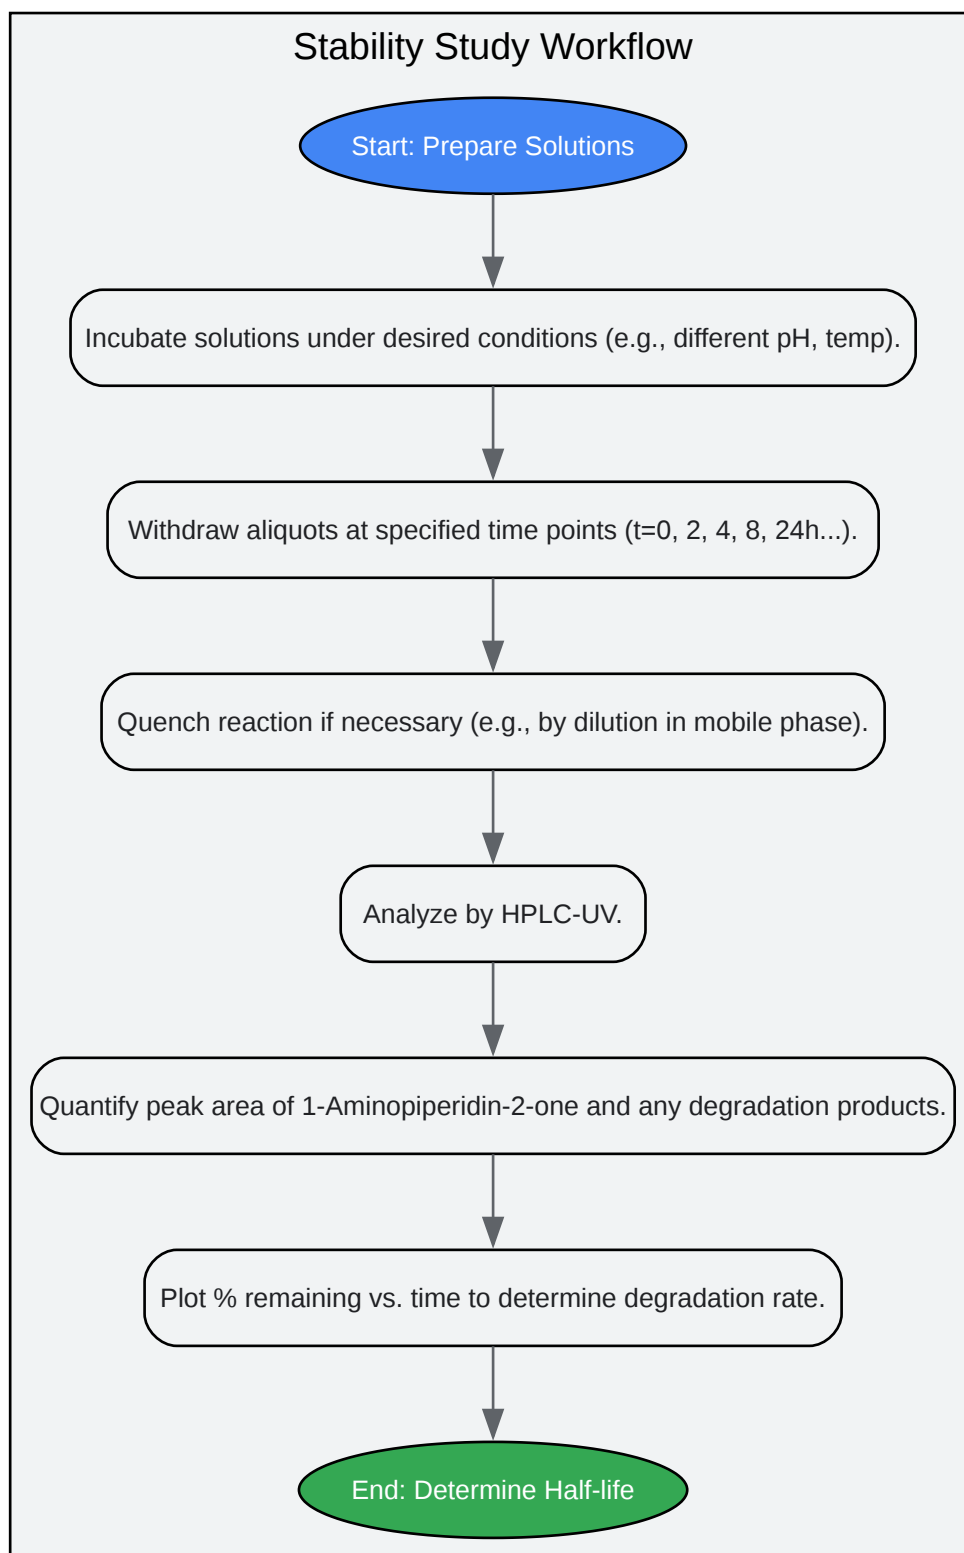 Stability Study Workflow
Start: Prepare Solutions
Incubate solutions under desired conditions (e.g., different pH, temp).
Withdraw aliquots at specified time points (t=0, 2, 4, 8, 24h...).
Quench reaction if necessary (e.g., by dilution in mobile phase).
Analyze by HPLC-UV.
Quantify peak area of 1-Aminopiperidin-2-one and any degradation products.
Plot % remaining vs. time to determine degradation rate.
End: Determine Half-life